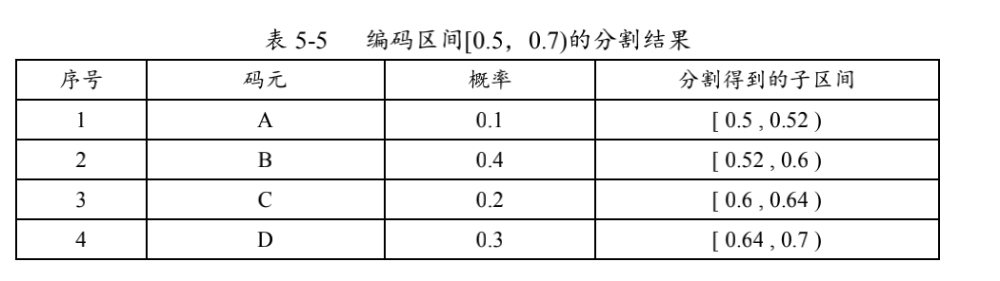 表 5-5 编码区间[0.5，0.7)的分割结果
序号 码元 概率 分割得到的子区间
1 A 0.1 [ 0.5 , 0.52 )
2 B 0.4 [ 0.52 , 0.6 )
3 C 0.2 [ 0.6 , 0.64 )
4 D 0.3 [ 0.64 , 0.7 )